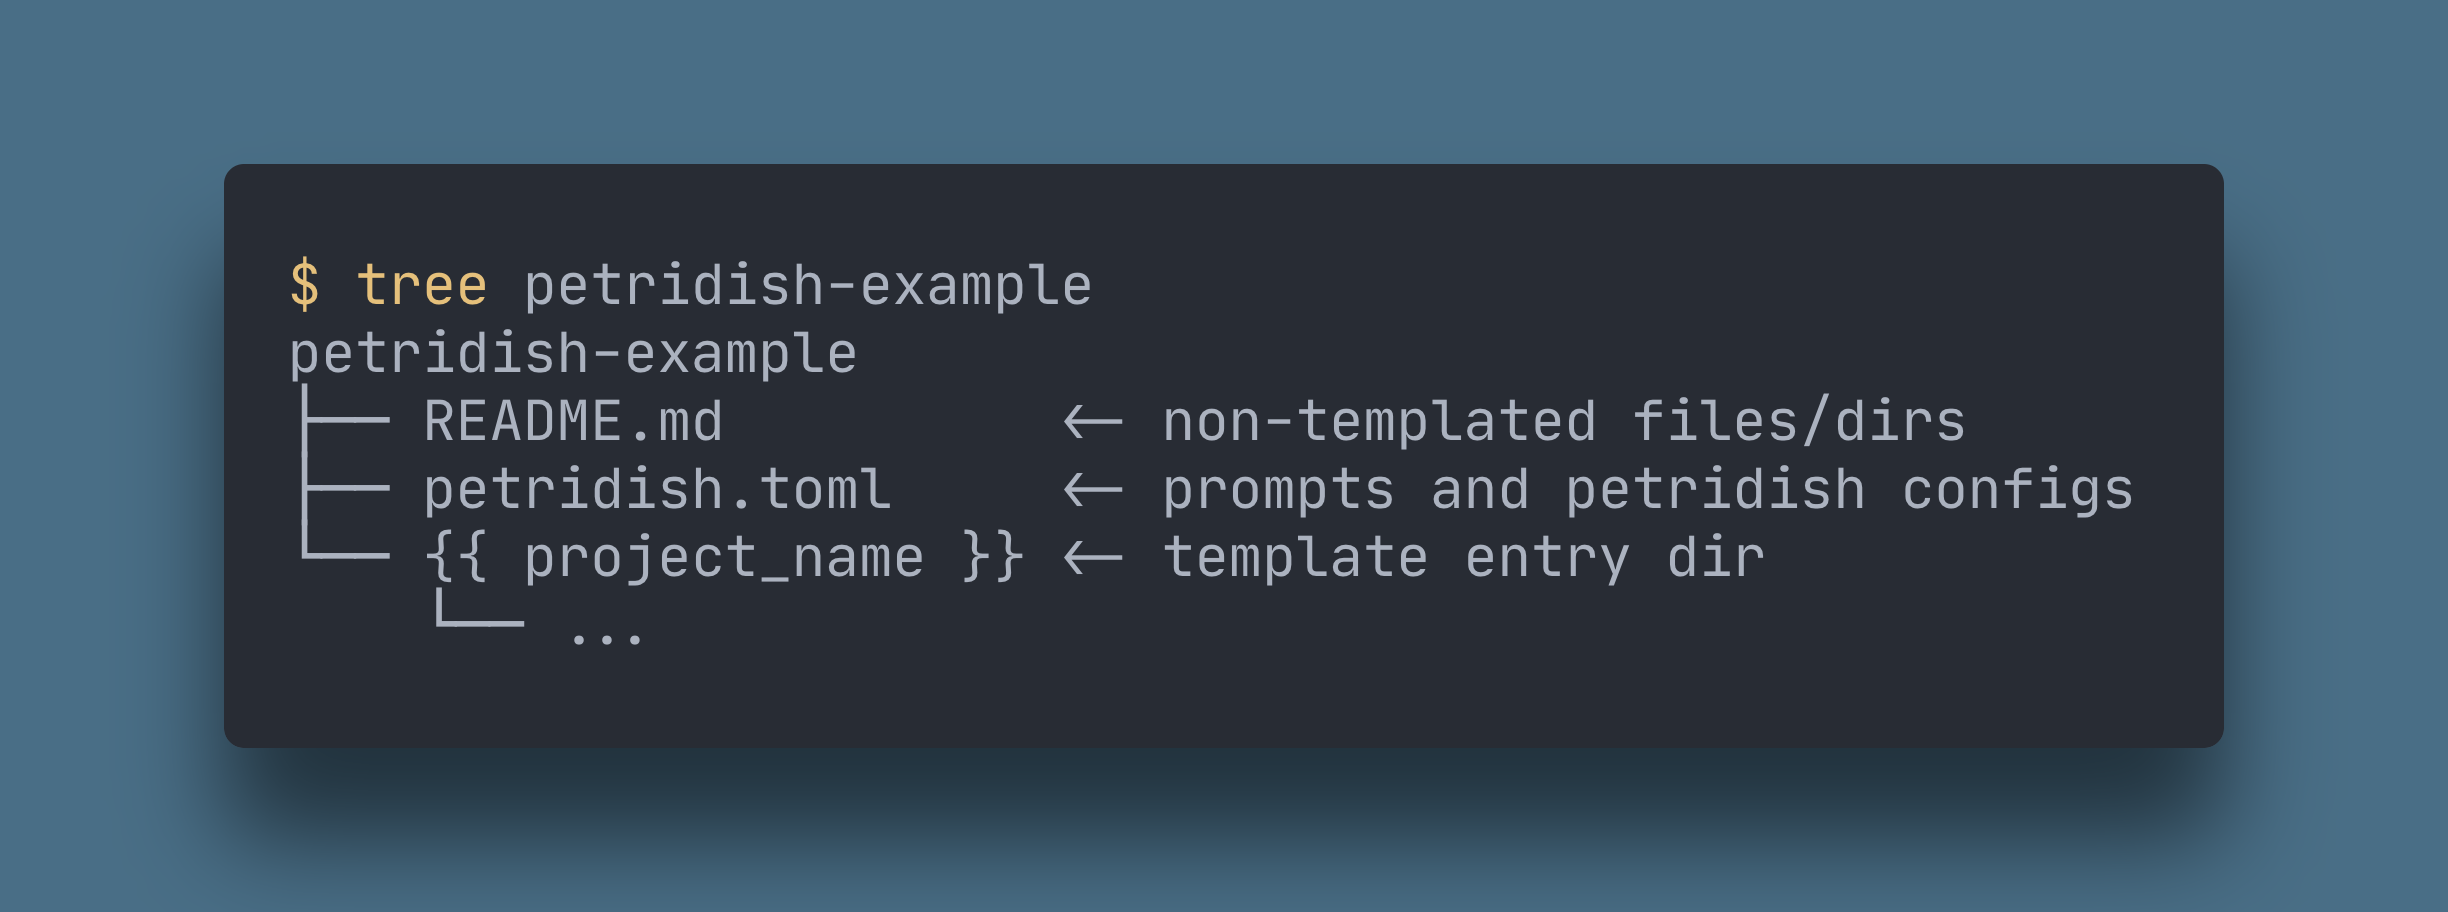 $ tree petridish-example
petridish-example
├── README.md          <- non-templated files/dirs
├── petridish.toml     <- prompts and petridish configs
└── {{ project_name }} <- template entry dir
    └── ...